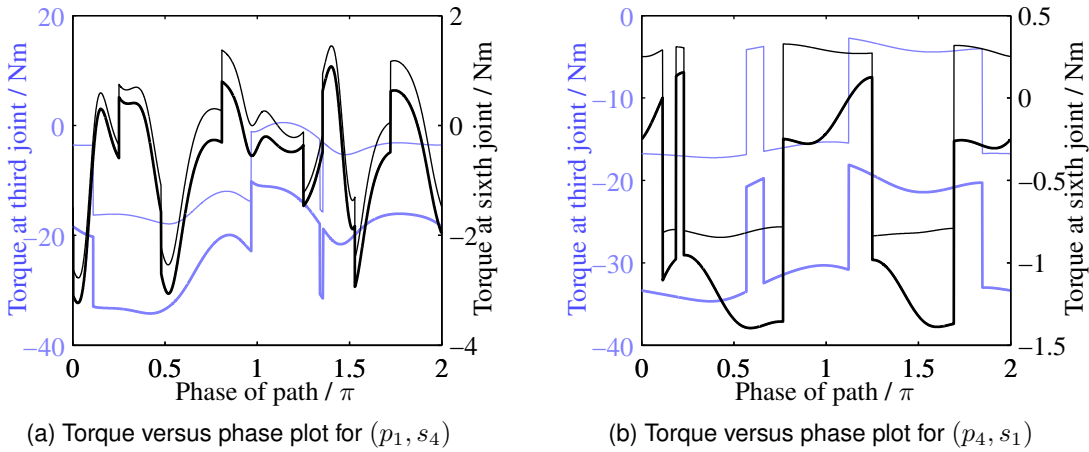 20
0
−20
−40
Torque at third joint / Nm
2
0
−2
−4
Torque at sixth joint / Nm
0 0.5 1 1.5 2
Phase of path / π
(a) Torque versus phase plot for (p1, s4)
0
−10
−20
−30
−40
Torque at third joint / Nm
0.5
0
−0.5
−1
−1.5
Torque at sixth joint / Nm
0 0.5 1 1.5 2
Phase of path / π
(b) Torque versus phase plot for (p4, s1)